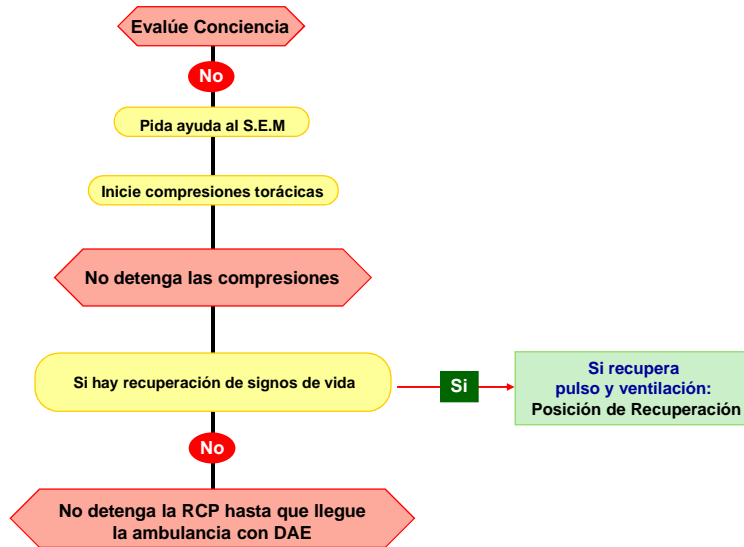 Evalúe Conciencia
No
Pida ayuda al S.E.M
Inicie compresiones torácicas
No detenga las compresiones
Si hay recuperación de signos de vida
Si
Si recupera
pulso y ventilación:
Posición de Recuperación
No
No detenga la RCP hasta que llegue
la ambulancia con DAE